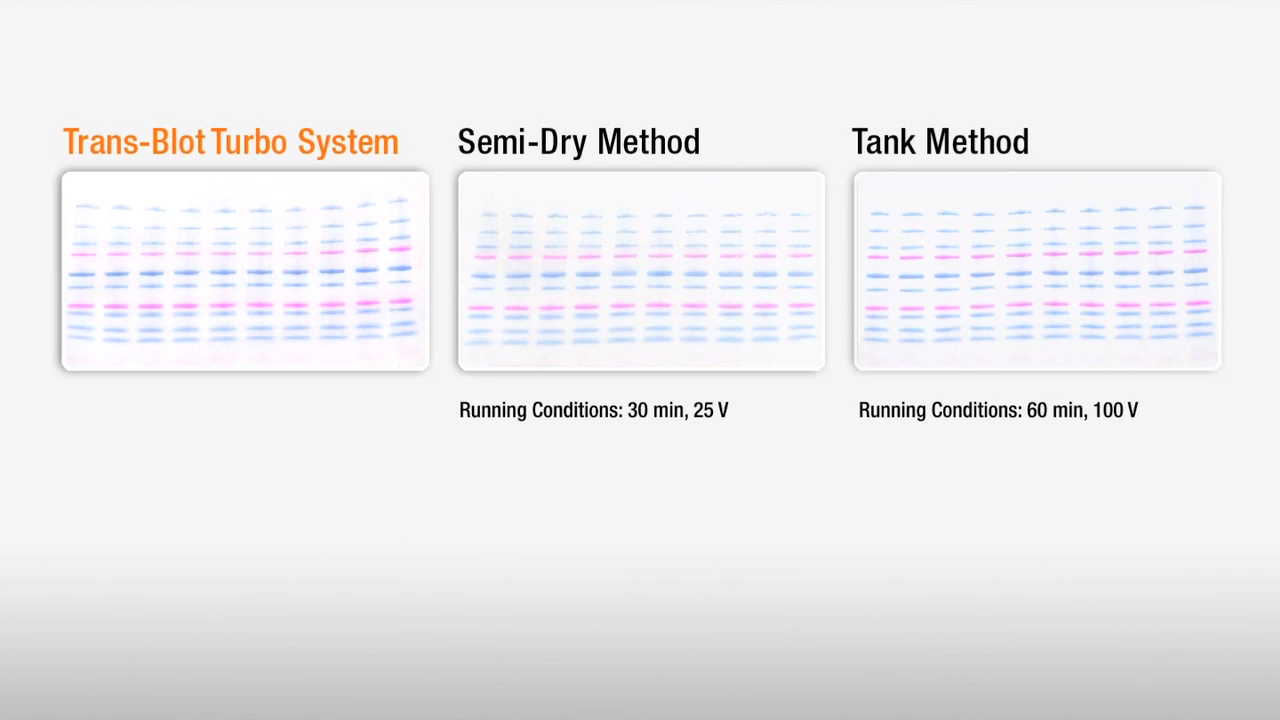 Trans-Blot Turbo System
Semi-Dry Method
Tank Method
Running Conditions: 30 min, 25 V
Running Conditions: 60 min, 100 V